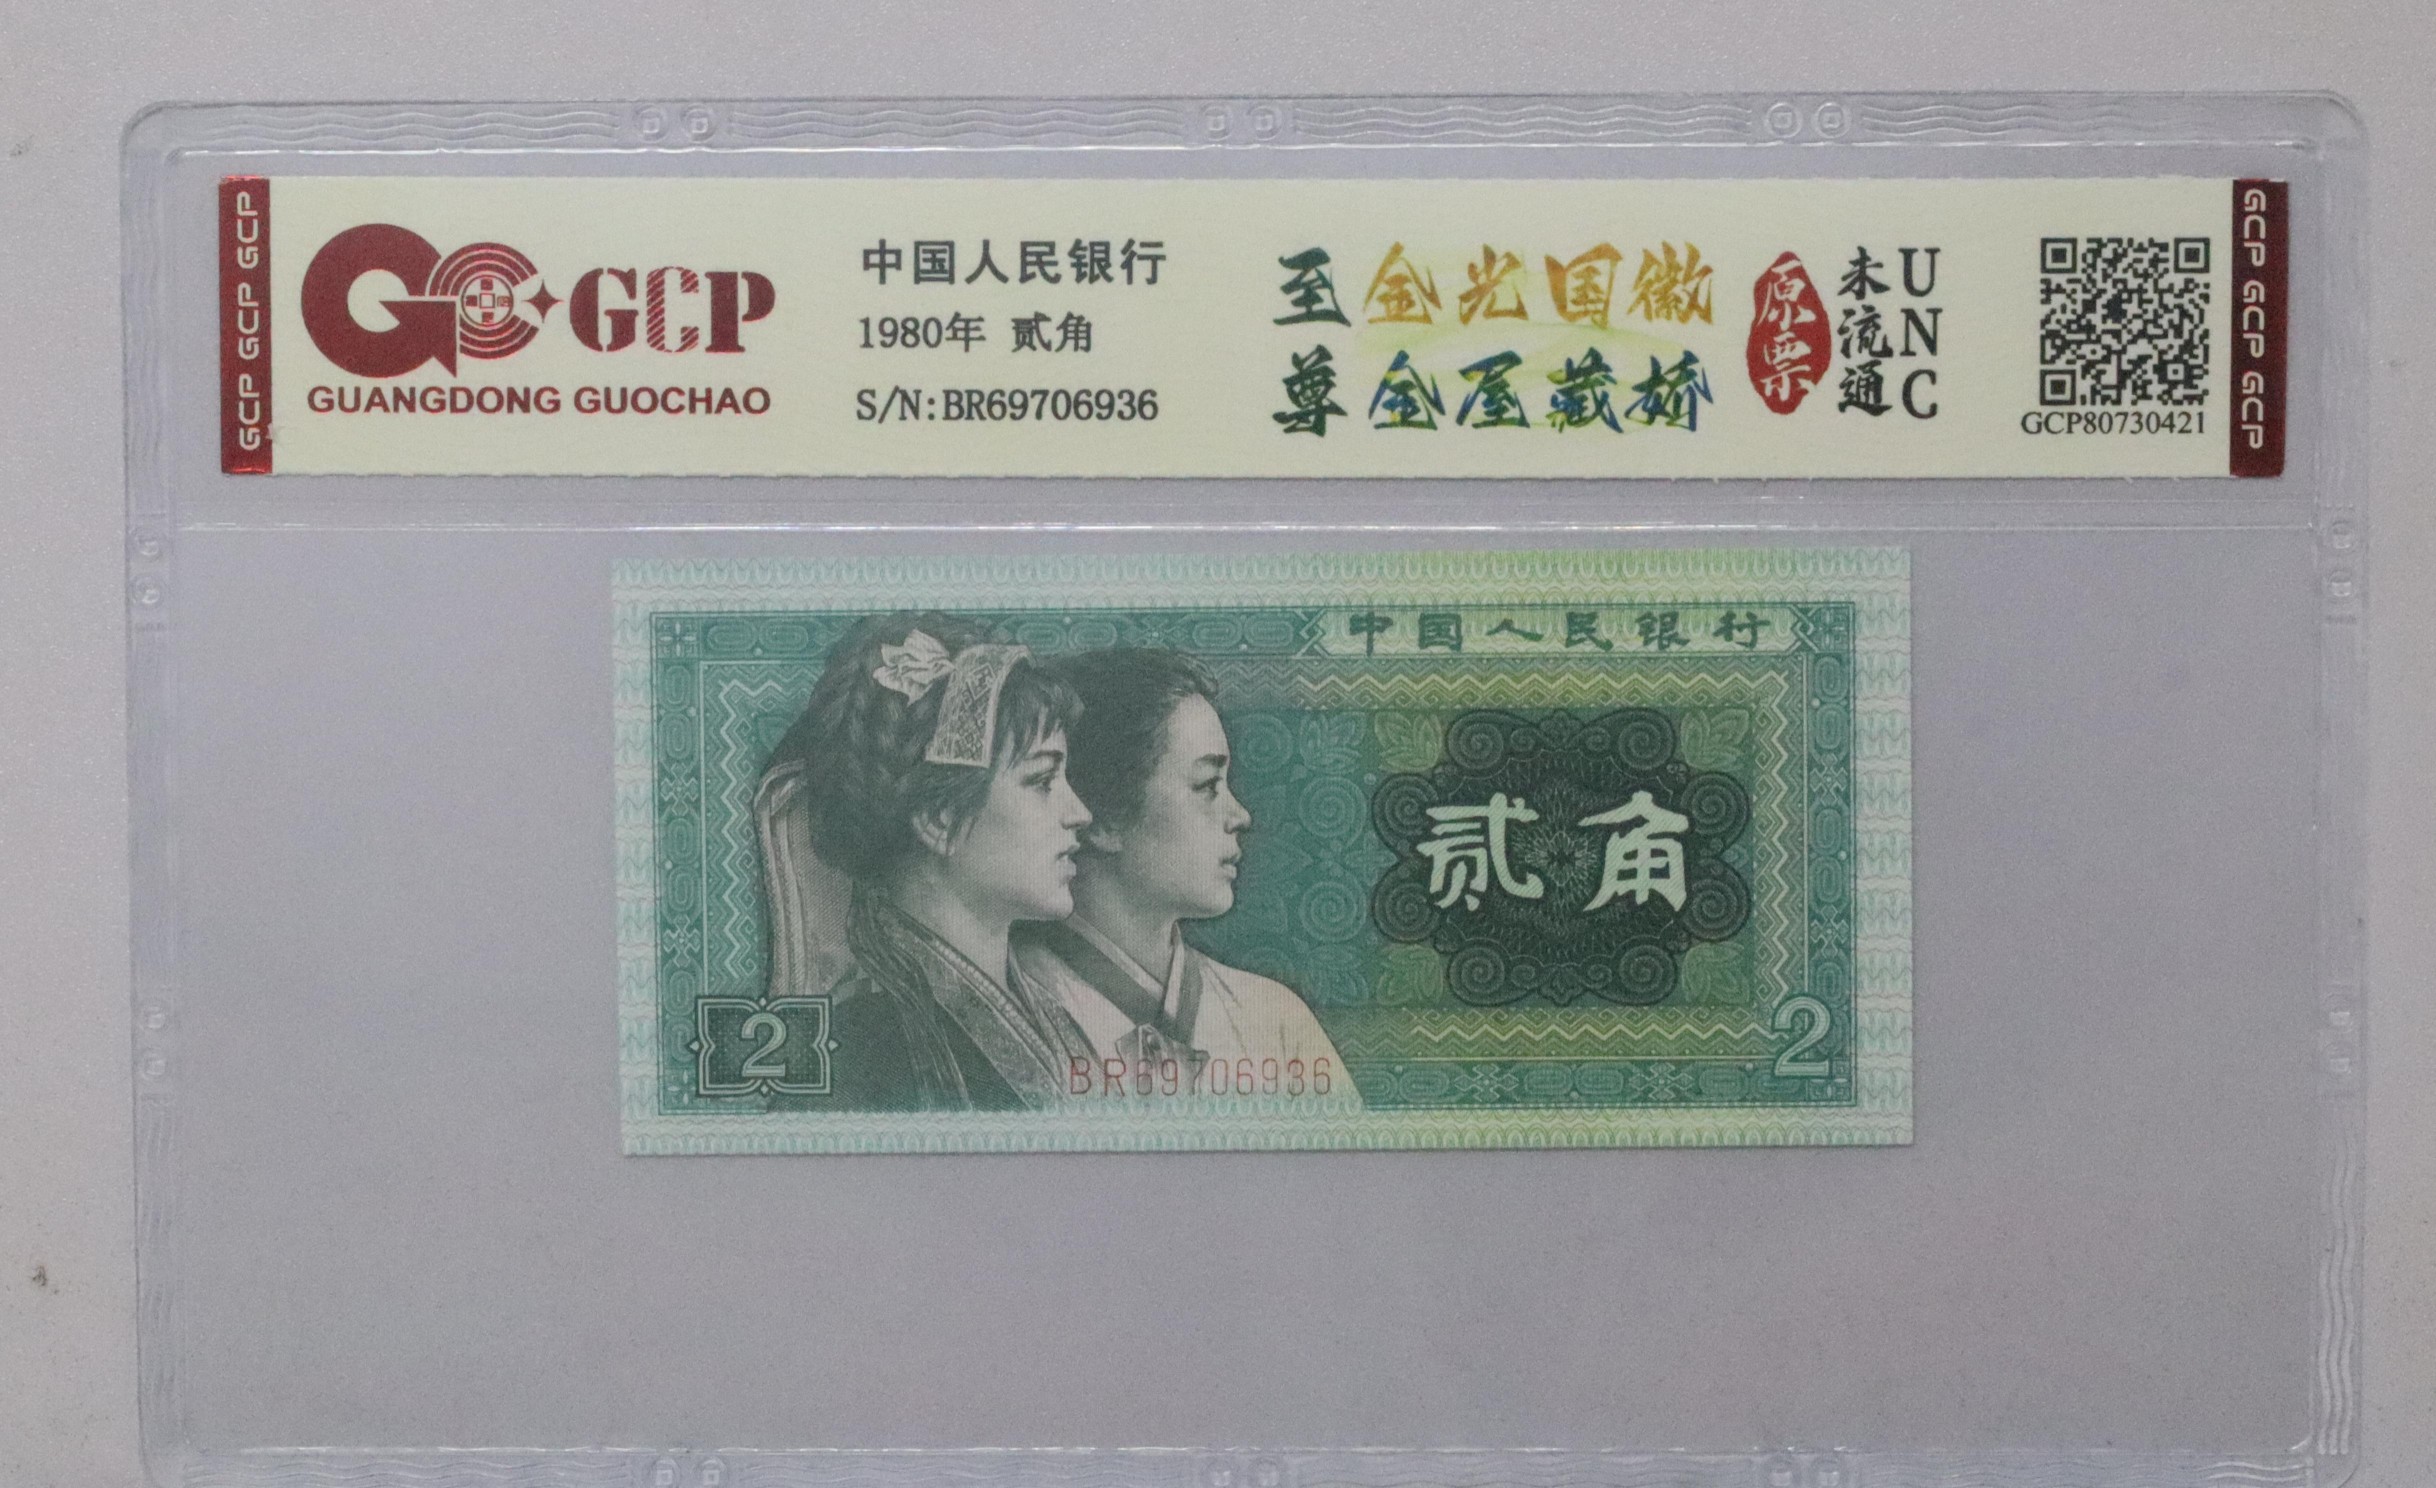 GCP GCP GCP
GCP
GUANGDONG GUOCHAO
中国人民银行
1980年 贰角
S/N:BR69706936
至尊
金光国徽
金屋藏娇
原票
未流通
UNC
GCP80730421
GCP GCP GCP
中国人民银行
贰角
2
BR69706936
2